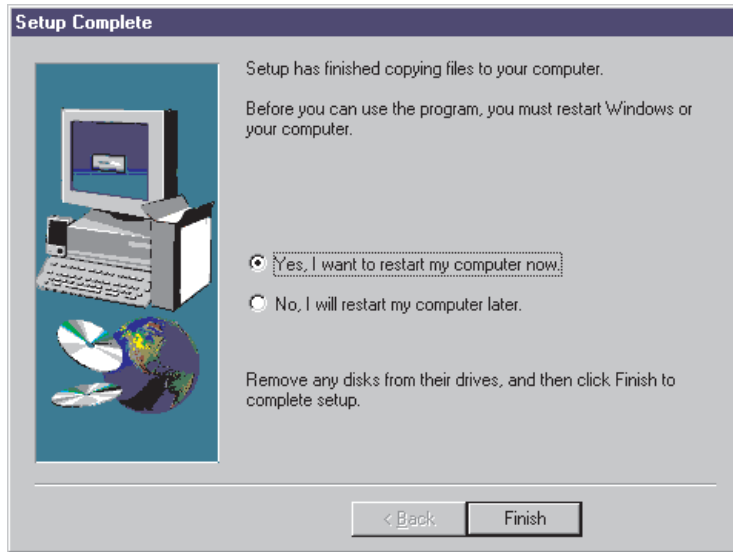 Setup Complete
Setup has finished copying files to your computer.
Before you can use the program, you must restart Windows or
your computer.
Yes, I want to restart my computer now.
No, I will restart my computer later.
Remove any disks from their drives, and then click Finish to
complete setup.
< Back
Finish